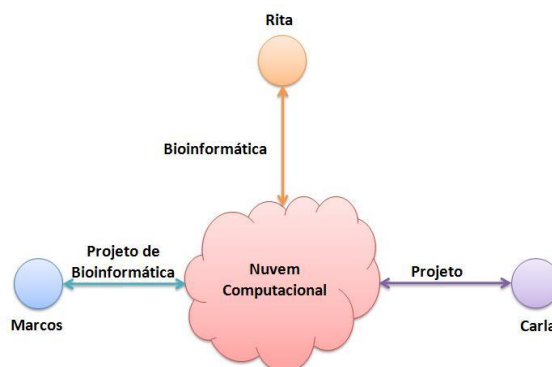 Rita
Bioinformática
Projeto de
Bioinformática
Nuvem
Computacional
Projeto
Marcos
Carla